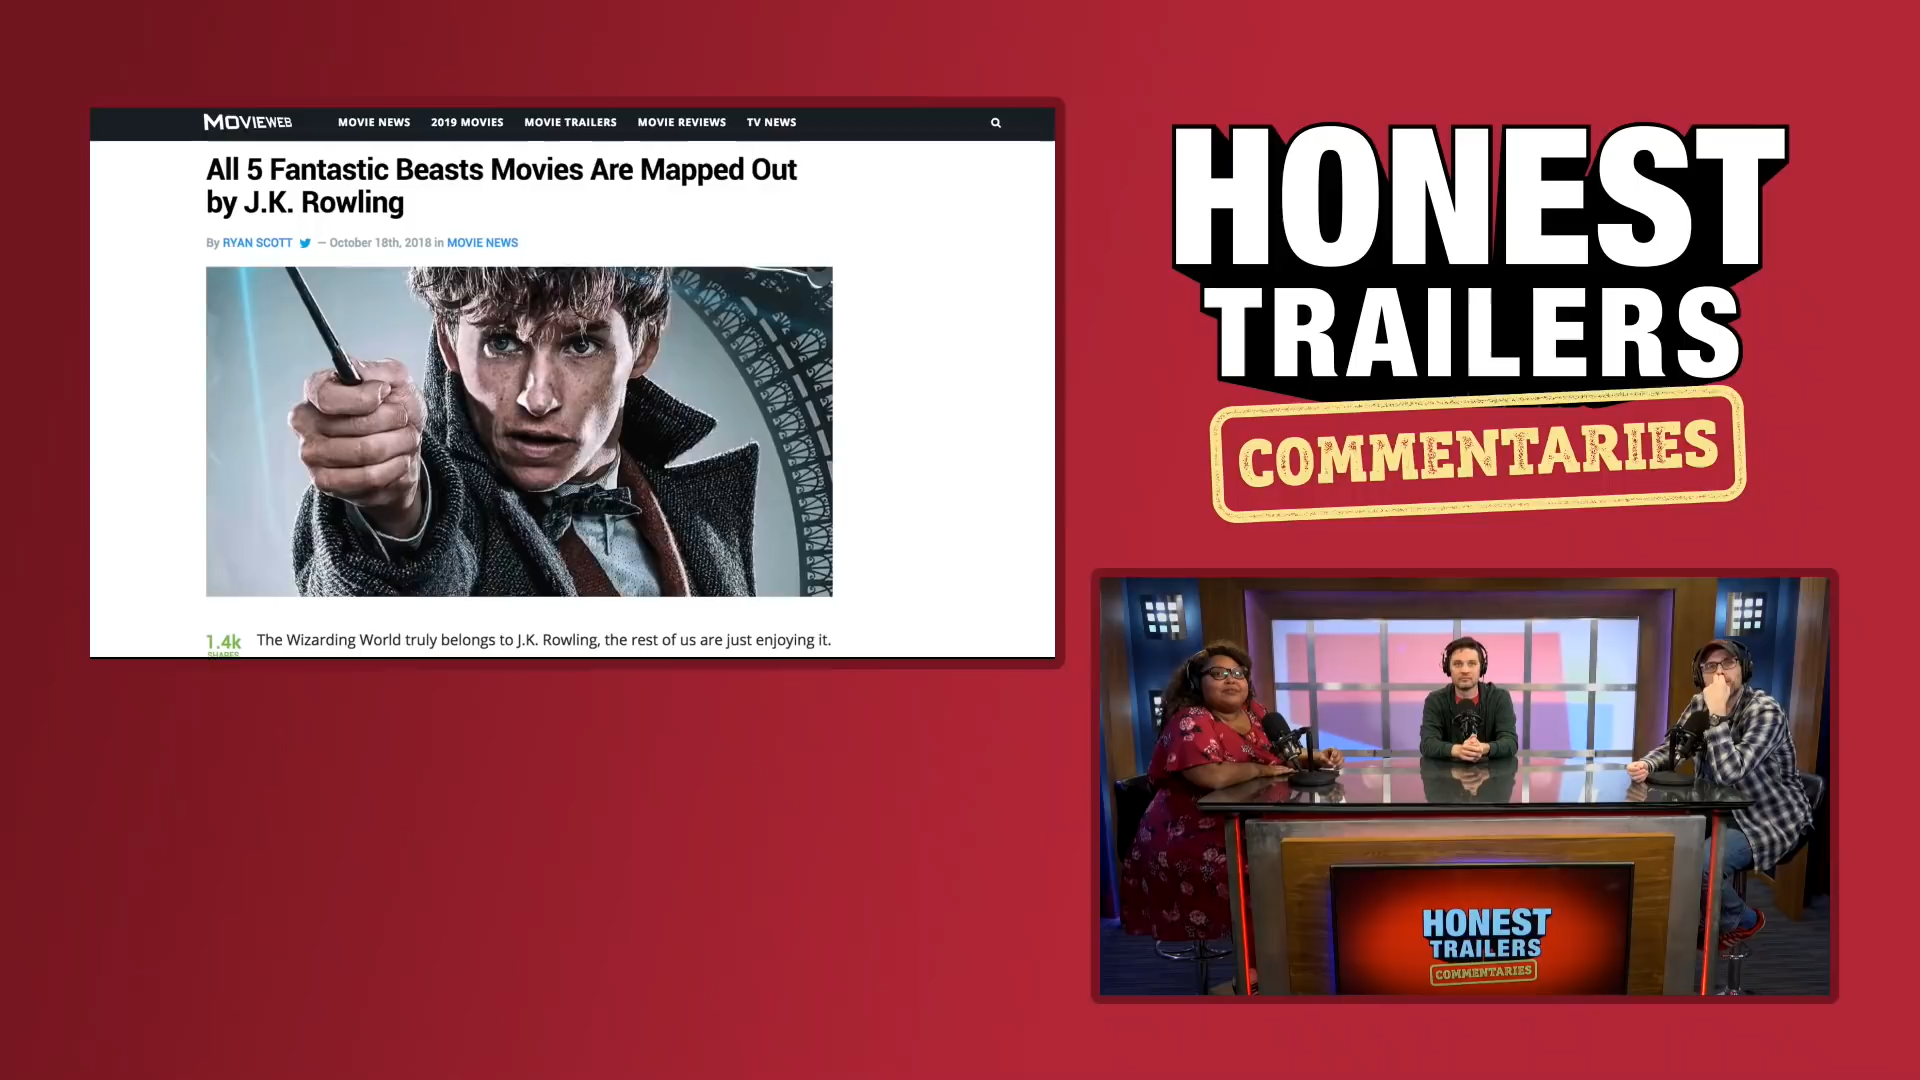 MOVIEWEB
MOVIE NEWS 2019 MOVIES MOVIE TRAILERS MOVIE REVIEWS TV NEWS
All 5 Fantastic Beasts Movies Are Mapped Out
by J.K. Rowling
By RYAN SCOTT — October 18th, 2018 in MOVIE NEWS
1.4k
SHARES
The Wizarding World truly belongs to J.K. Rowling, the rest of us are just enjoying it.
HONEST
TRAILERS
COMMENTARIES
HONEST
TRAILERS
COMMENTARIES